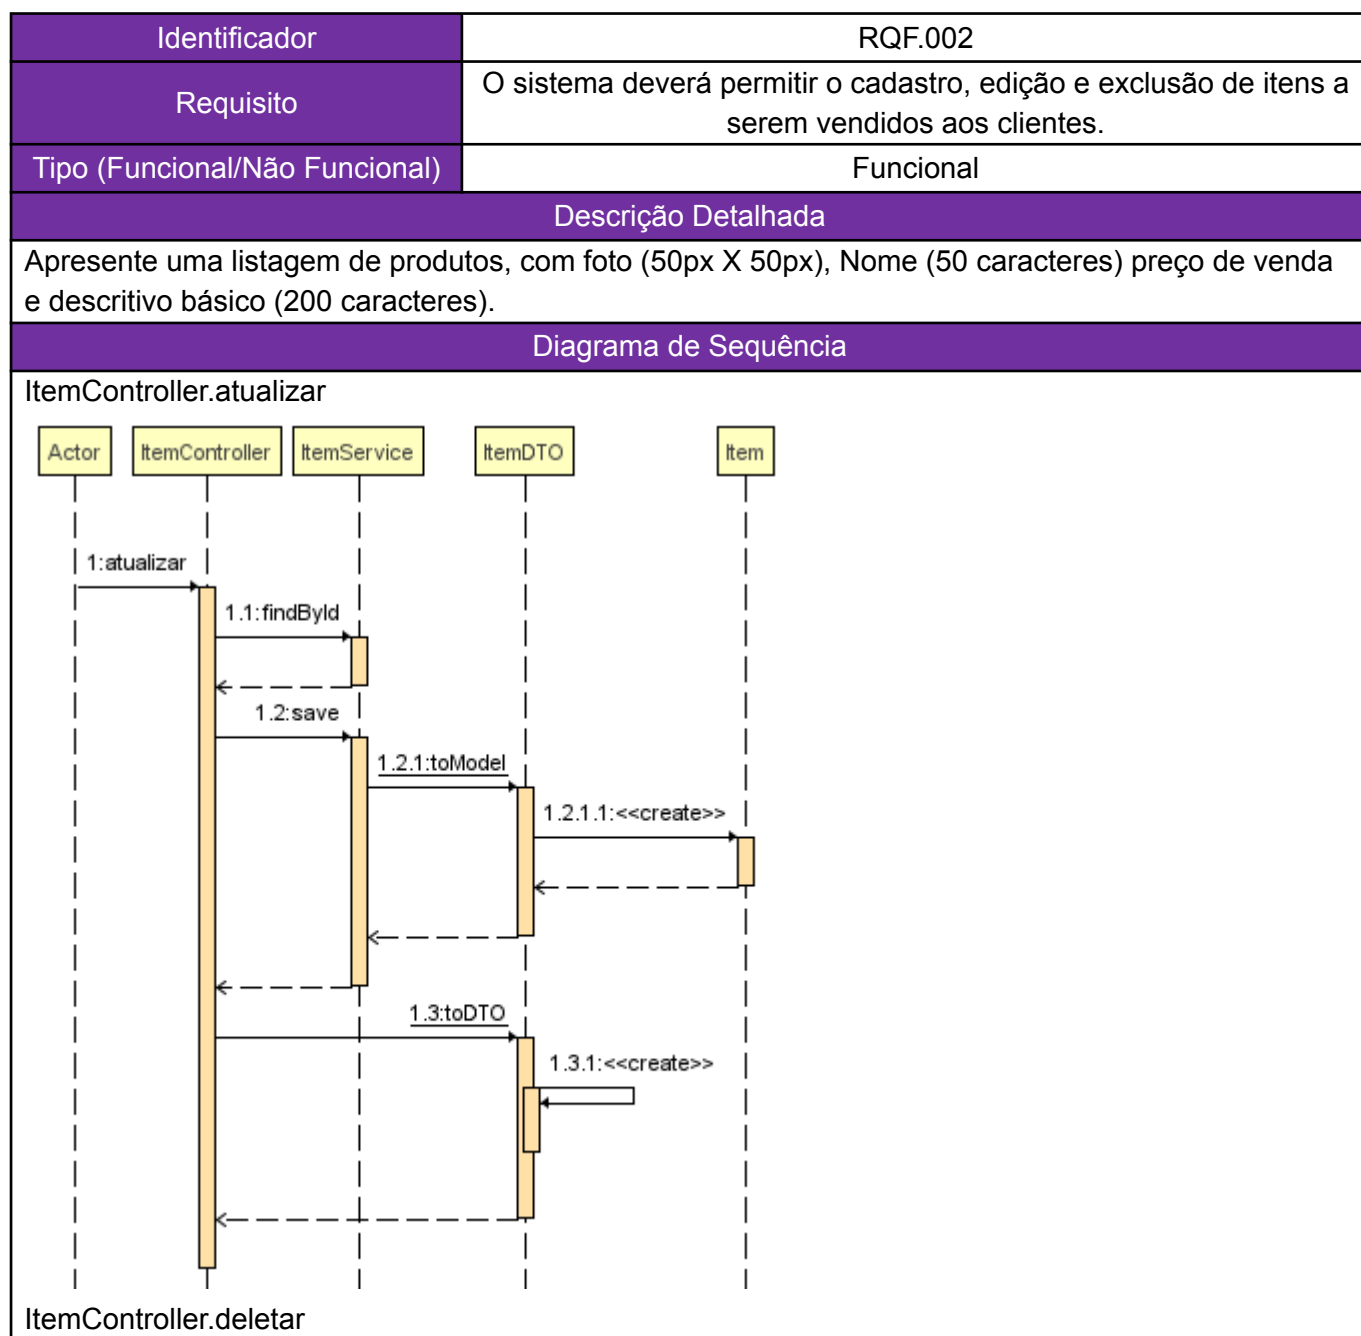 Identificador
RQF.002
Requisito
O sistema deverá permitir o cadastro, edição e exclusão de itens a
serem vendidos aos clientes.
Tipo (Funcional/Não Funcional)
Funcional
Descrição Detalhada
Apresente uma listagem de produtos, com foto (50px X 50px), Nome (50 caracteres) preço de venda
e descritivo básico (200 caracteres).
Diagrama de Sequência
ItemController.atualizar
Actor
ItemController
ItemService
ItemDTO
Item
1:atualizar
1.1:findById
1.2:save
1.2.1:toModel
1.2.1.1:<<create>>
1.3:toDTO
1.3.1:<<create>>
ItemController.deletar